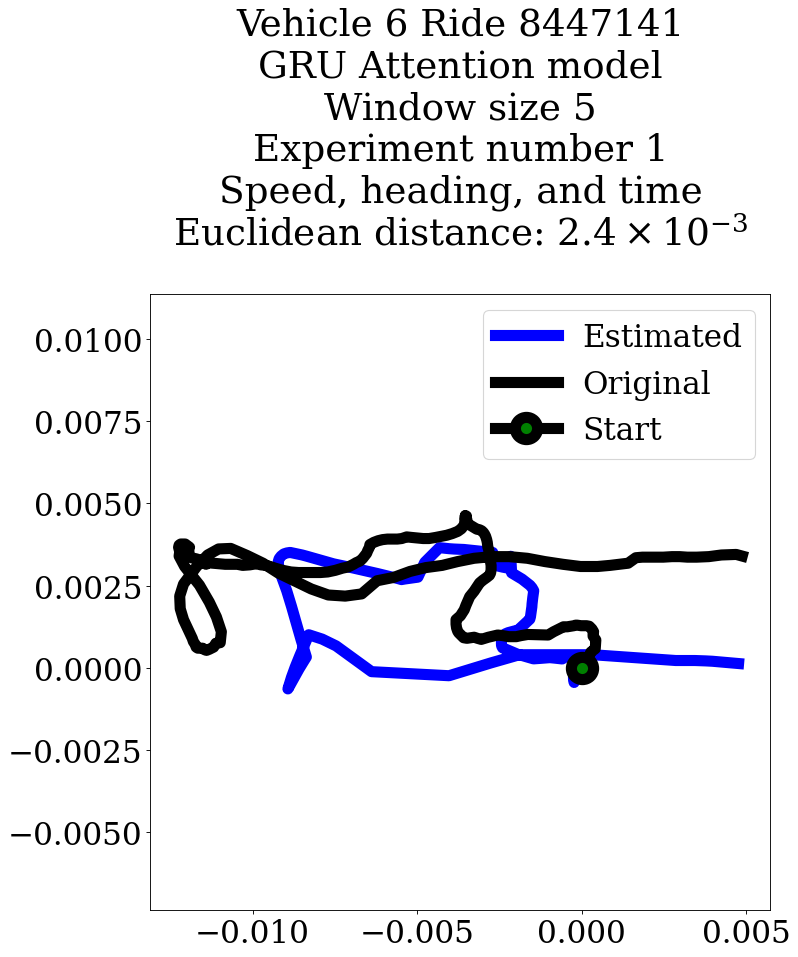 Vehicle 6 Ride 8447141
GRU Attention model
Window size 5
Experiment number 1
Speed, heading, and time
Euclidean distance: 2.4 × 10⁻³
Estimated
Original
Start
0.0100
0.0075
0.0050
0.0025
0.0000
−0.0025
−0.0050
−0.010 −0.005 0.000 0.005